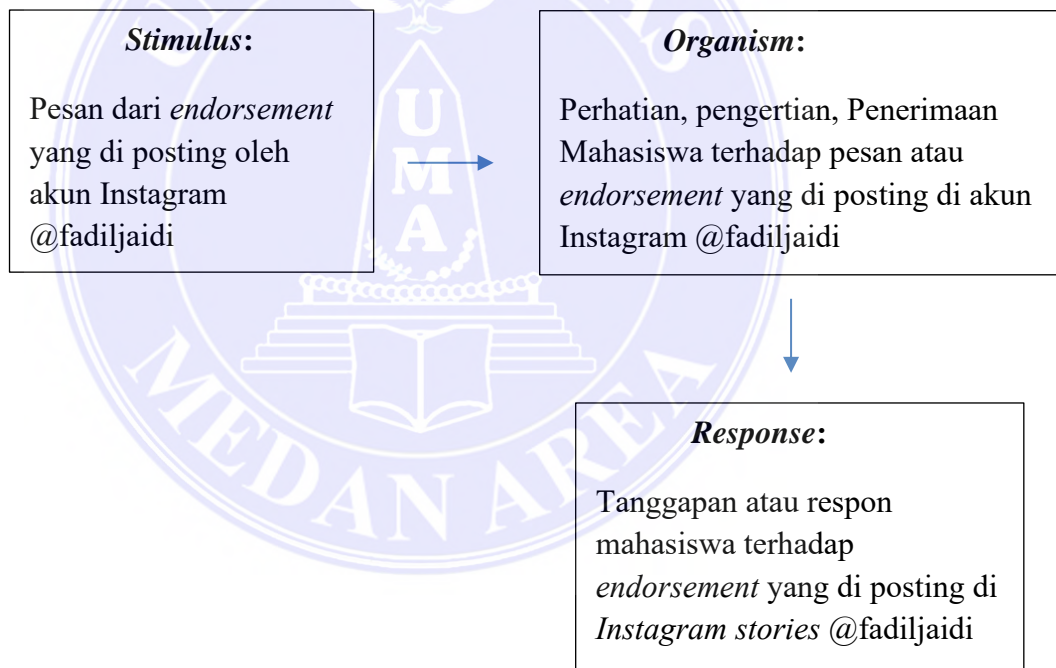 Stimulus:
Pesan dari endorsement
yang di posting oleh
akun Instagram
@fadiljaidi
Organism:
Perhatian, pengertian, Penerimaan
Mahasiswa terhadap pesan atau
endorsement yang di posting di akun
Instagram @fadiljaidi
Response:
Tanggapan atau respon
mahasiswa terhadap
endorsement yang di posting di
Instagram stories @fadiljaidi
U
M
A
MEDAN AREA